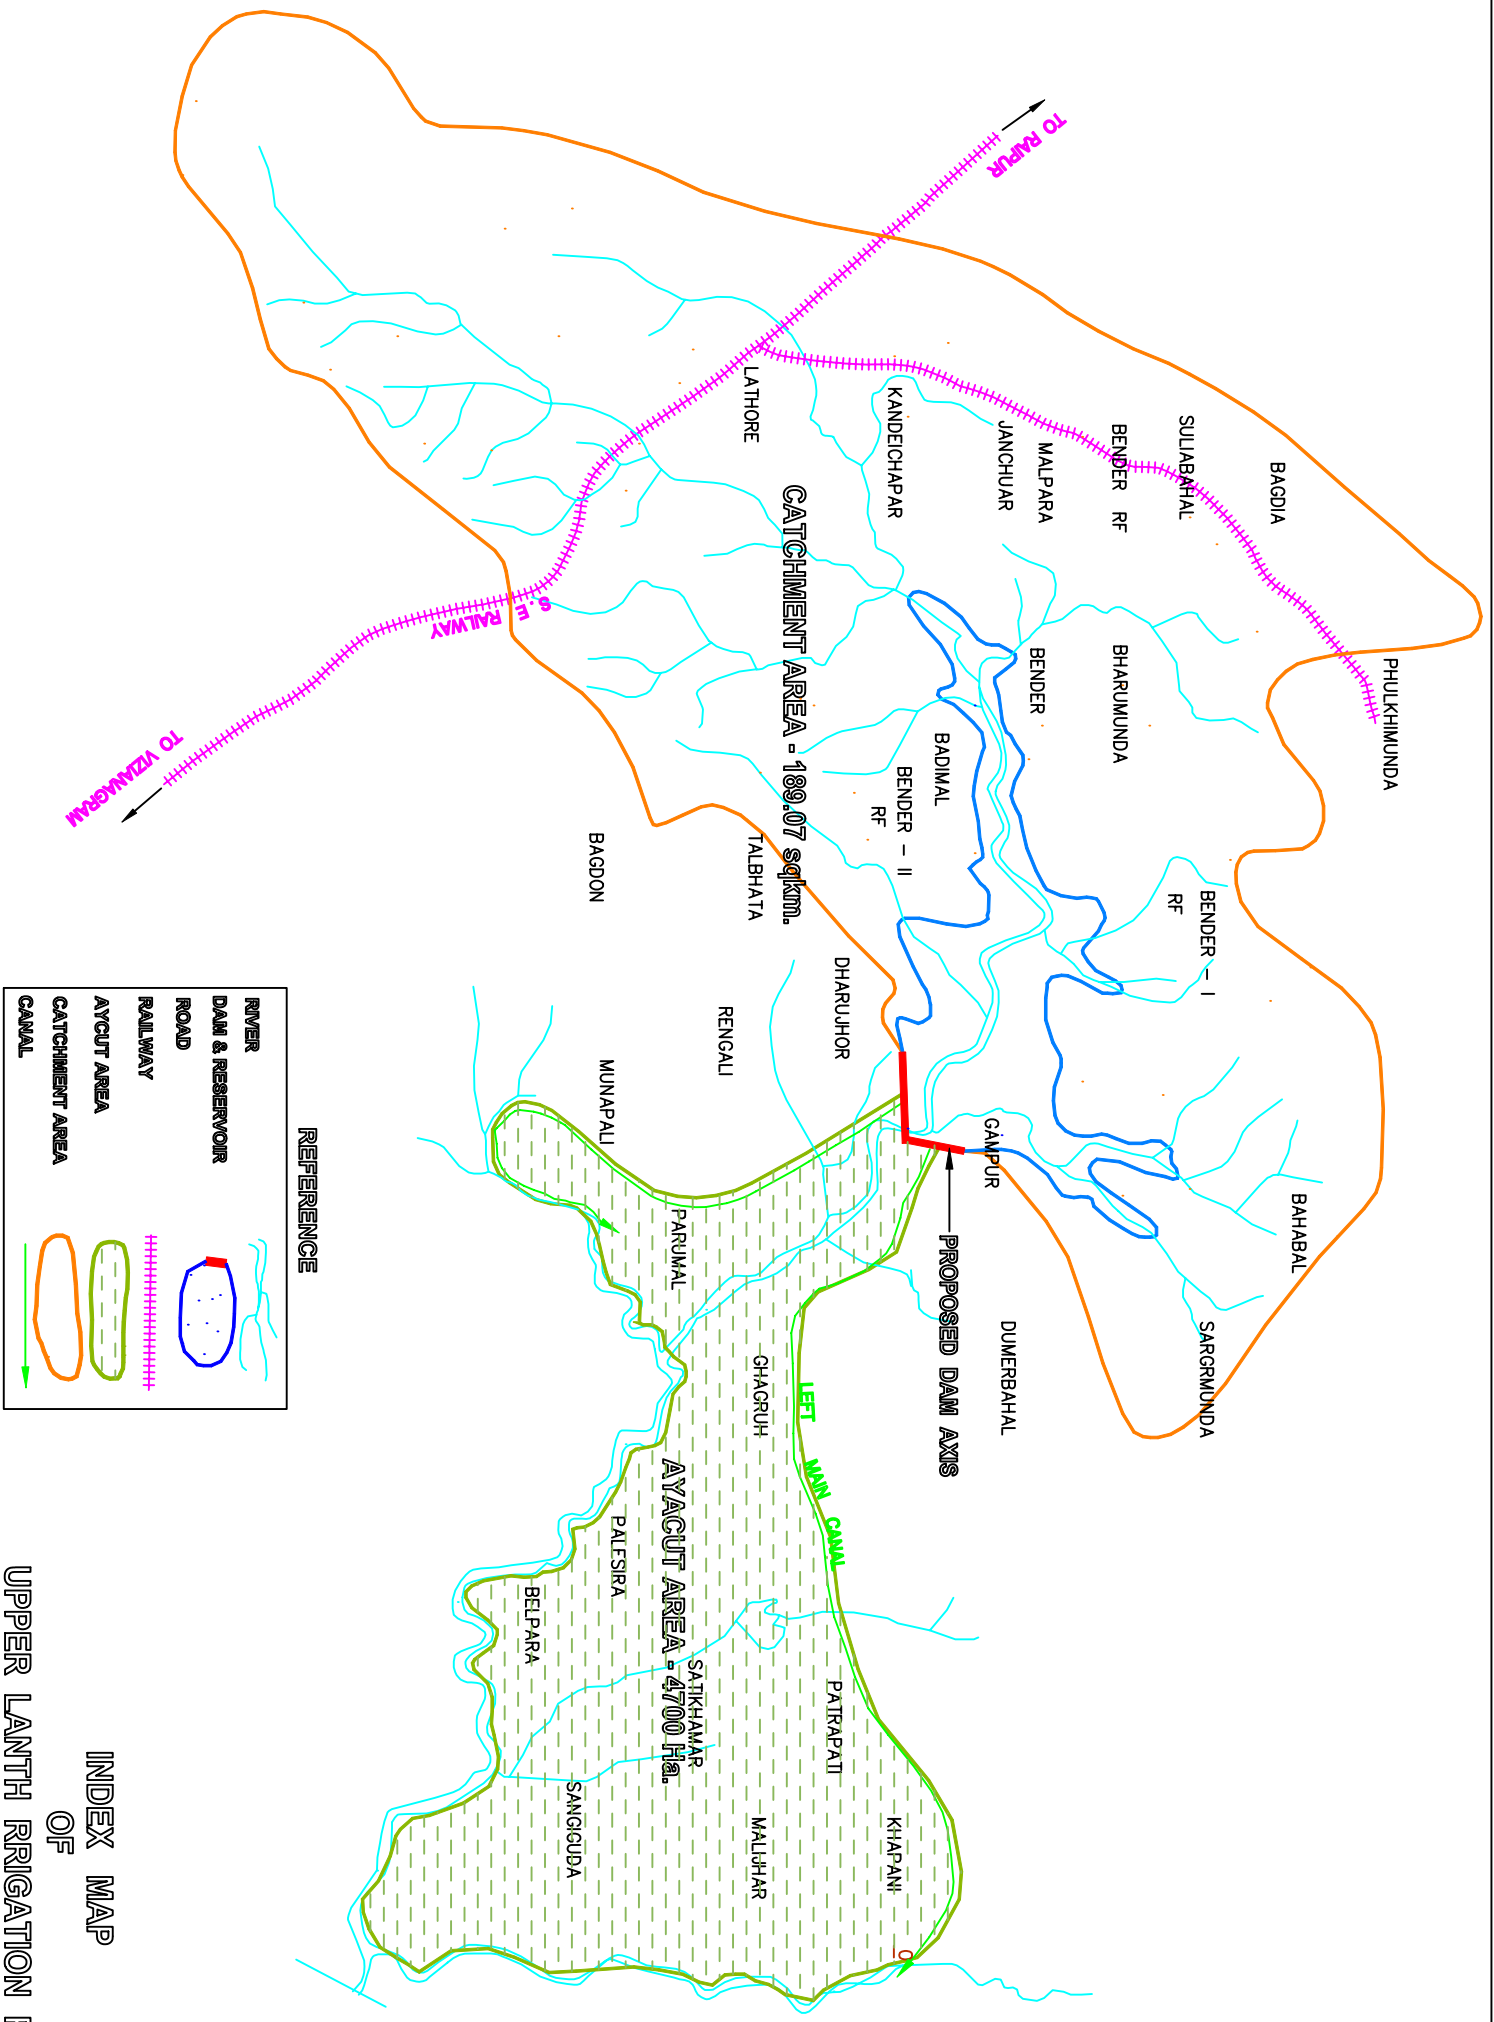 TO RAIPUR
PHULKHIMUNDA
BAGDIA
SULIABAHAL
BENDER RF
MALPARA
JANCHUAR
KANDEICHAPAR
LATHORE
BHARUMUNDA
BENDER
BADIMAL
BENDER - II
RF
CATCHMENT AREA - 189.07 sqkm.
S.E. RAILWAY
TO VIZIANAGRAM
BENDER - I
RF
BAHABAL
SARGRMUNDA
GAMPUR
DUMERBAHAL
PROPOSED DAM AXIS
TALBHATA
BAGDON
DHARUJHOR
RENGALI
MUNAPALI
PARUMAL
GHAGRUH
LEFT MAIN CANAL
AYACUT AREA - 4700 Ha.
PALESIRA
BELPARA
SATIKHAMAR
PATRAPATI
KHAPANI
MALIJHAR
SANGIGUDA
REFERENCE
RIVER
DAM & RESERVOIR
ROAD
RAILWAY
AYCUT AREA
CATCHMENT AREA
CANAL
INDEX MAP
OF
UPPER LANTH RRIGATION